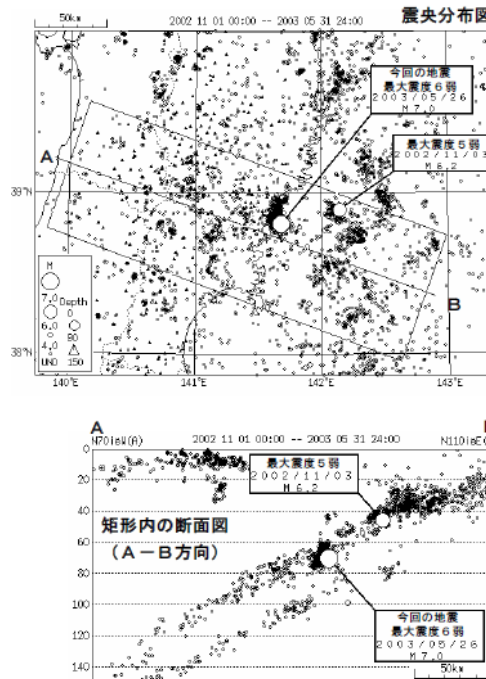 50km
2002 11 01 00:00 -- 2003 05 31 24:00
震央分布図
今回の地震
最大震度6弱
2003/05/26
M7.0
最大震度5弱
2002/11/03
M6.2
A
39°N
B
M
7.0
6.0
4.0
UND
Depth
0
80
150
38°N
140°E
141°E
142°E
143°E
A
N70iaW(A)
2002 11 01 00:00 -- 2003 05 31 24:00
N110iaE(
0
20
40
60
80
100
120
140
最大震度5弱
2002/11/03
M6.2
矩形内の断面図
(A－B方向)
今回の地震
最大震度6弱
2003/05/26
M7.0
50km